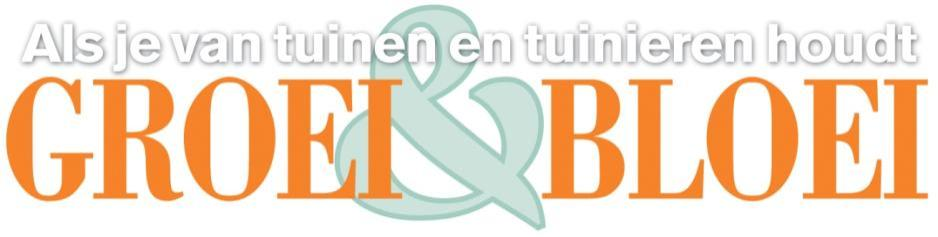 Als je van tuinen en tuinieren houdt
GROEI & BLOEI